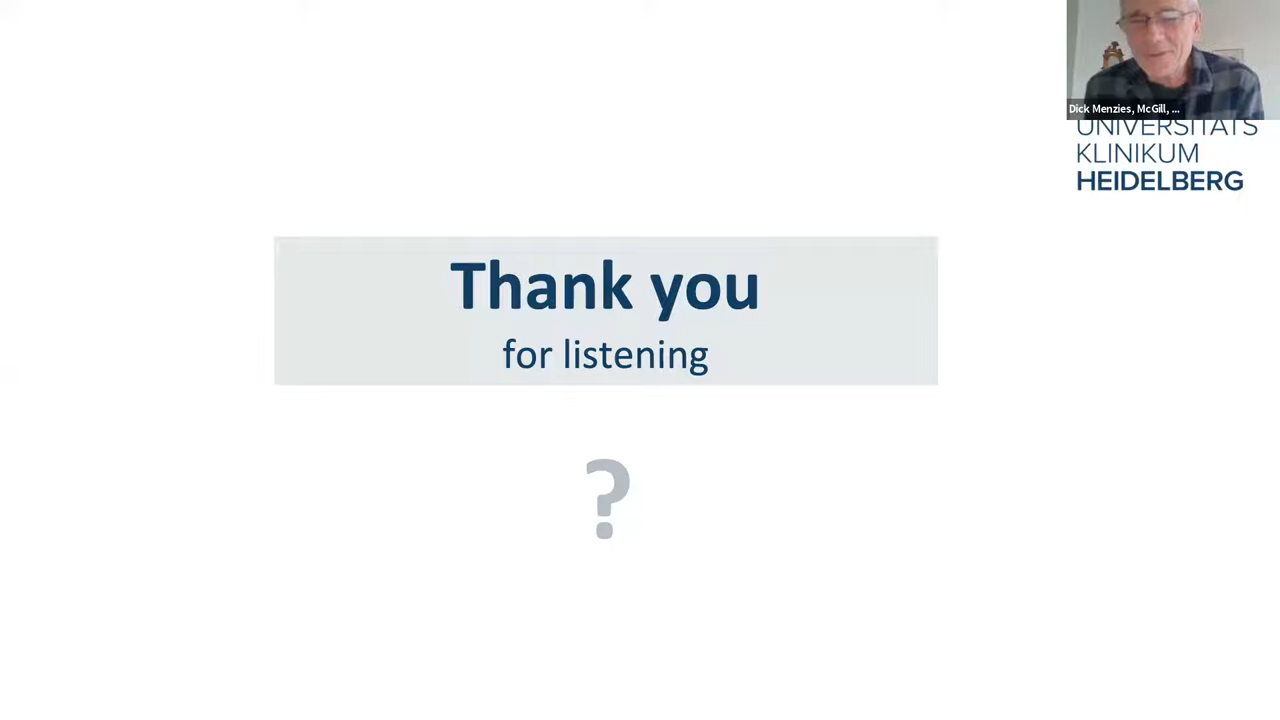 Dick Menzies, McGill, ...
UNIVERSITÄTS
KLINIKUM
HEIDELBERG
Thank you
for listening
?